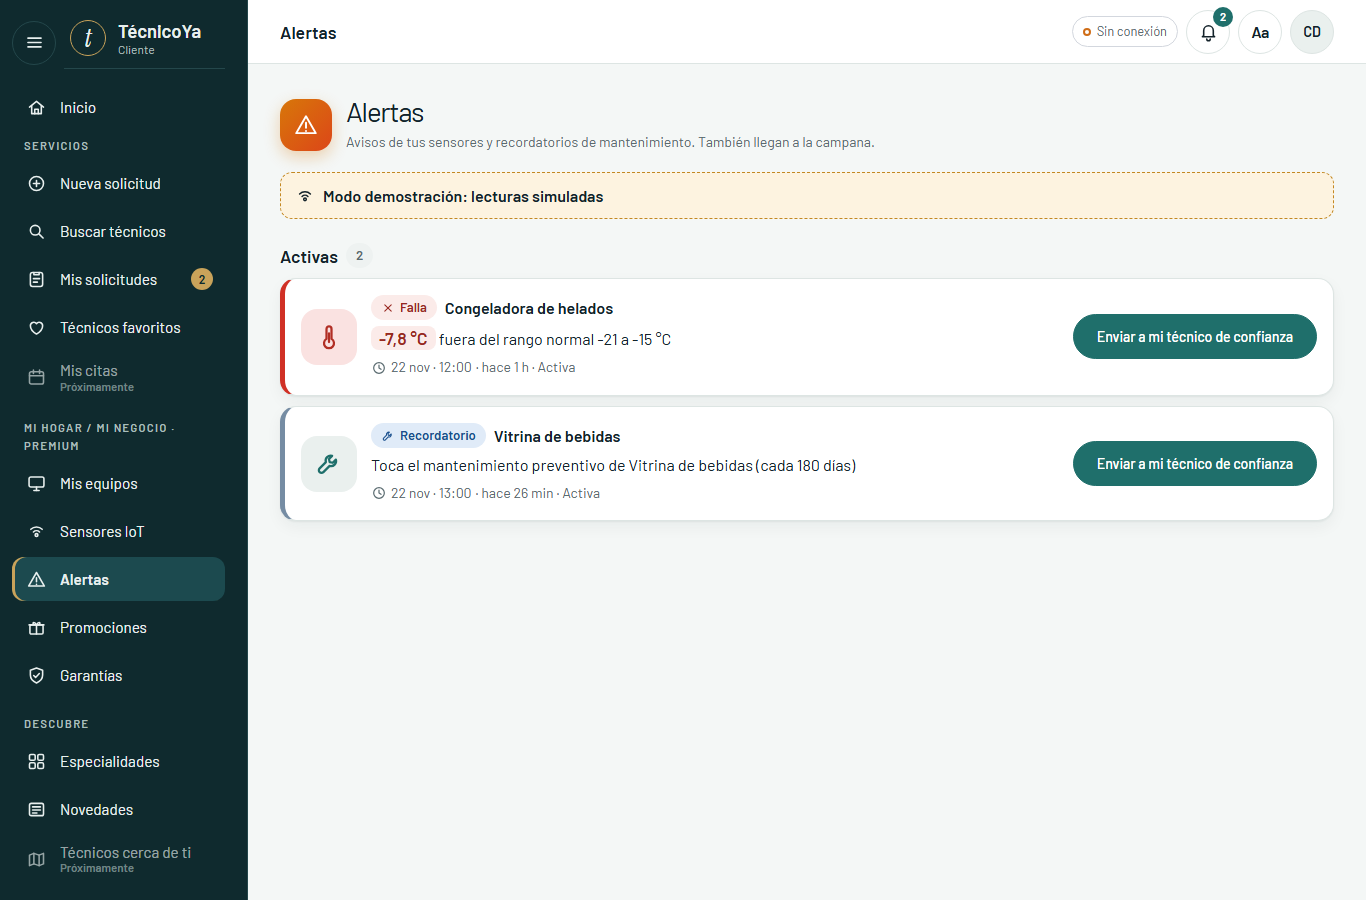 t
TécnicoYa
Cliente
Inicio
SERVICIOS
Nueva solicitud
Buscar técnicos
Mis solicitudes 2
Técnicos favoritos
Mis citas
Próximamente
MI HOGAR / MI NEGOCIO ·
PREMIUM
Mis equipos
Sensores IoT
Alertas
Promociones
Garantías
DESCUBRE
Especialidades
Novedades
Técnicos cerca de ti
Próximamente
Alertas
Sin conexión
2
Aa
CD
Alertas
Avisos de tus sensores y recordatorios de mantenimiento. También llegan a la campana.
Modo demostración: lecturas simuladas
Activas 2
Falla Congeladora de helados
-7,8 °C fuera del rango normal -21 a -15 °C
22 nov · 12:00 · hace 1 h · Activa
Enviar a mi técnico de confianza
Recordatorio Vitrina de bebidas
Toca el mantenimiento preventivo de Vitrina de bebidas (cada 180 días)
22 nov · 13:00 · hace 26 min · Activa
Enviar a mi técnico de confianza